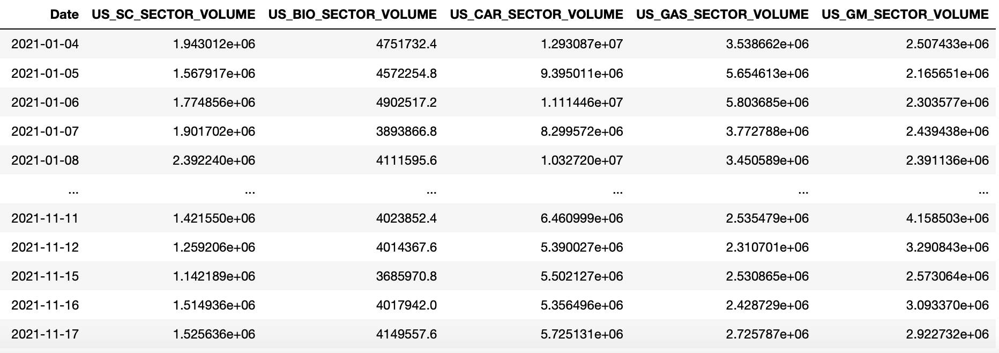 Date US_SC_SECTOR_VOLUME US_BIO_SECTOR_VOLUME US_CAR_SECTOR_VOLUME US_GAS_SECTOR_VOLUME US_GM_SECTOR_VOLUME
2021-01-04 1.943012e+06 4751732.4 1.293087e+07 3.538662e+06 2.507433e+06
2021-01-05 1.567917e+06 4572254.8 9.395011e+06 5.654613e+06 2.165651e+06
2021-01-06 1.774856e+06 4902517.2 1.111446e+07 5.803685e+06 2.303577e+06
2021-01-07 1.901702e+06 3893866.8 8.299572e+06 3.772788e+06 2.439438e+06
2021-01-08 2.392240e+06 4111595.6 1.032720e+07 3.450589e+06 2.391136e+06
... ... ... ... ... ...
2021-11-11 1.421550e+06 4023852.4 6.460999e+06 2.535479e+06 4.158503e+06
2021-11-12 1.259206e+06 4014367.6 5.390027e+06 2.310701e+06 3.290843e+06
2021-11-15 1.142189e+06 3685970.8 5.502127e+06 2.530865e+06 2.573064e+06
2021-11-16 1.514936e+06 4017942.0 5.356496e+06 2.428729e+06 3.093370e+06
2021-11-17 1.525636e+06 4149557.6 5.725131e+06 2.725787e+06 2.922732e+06